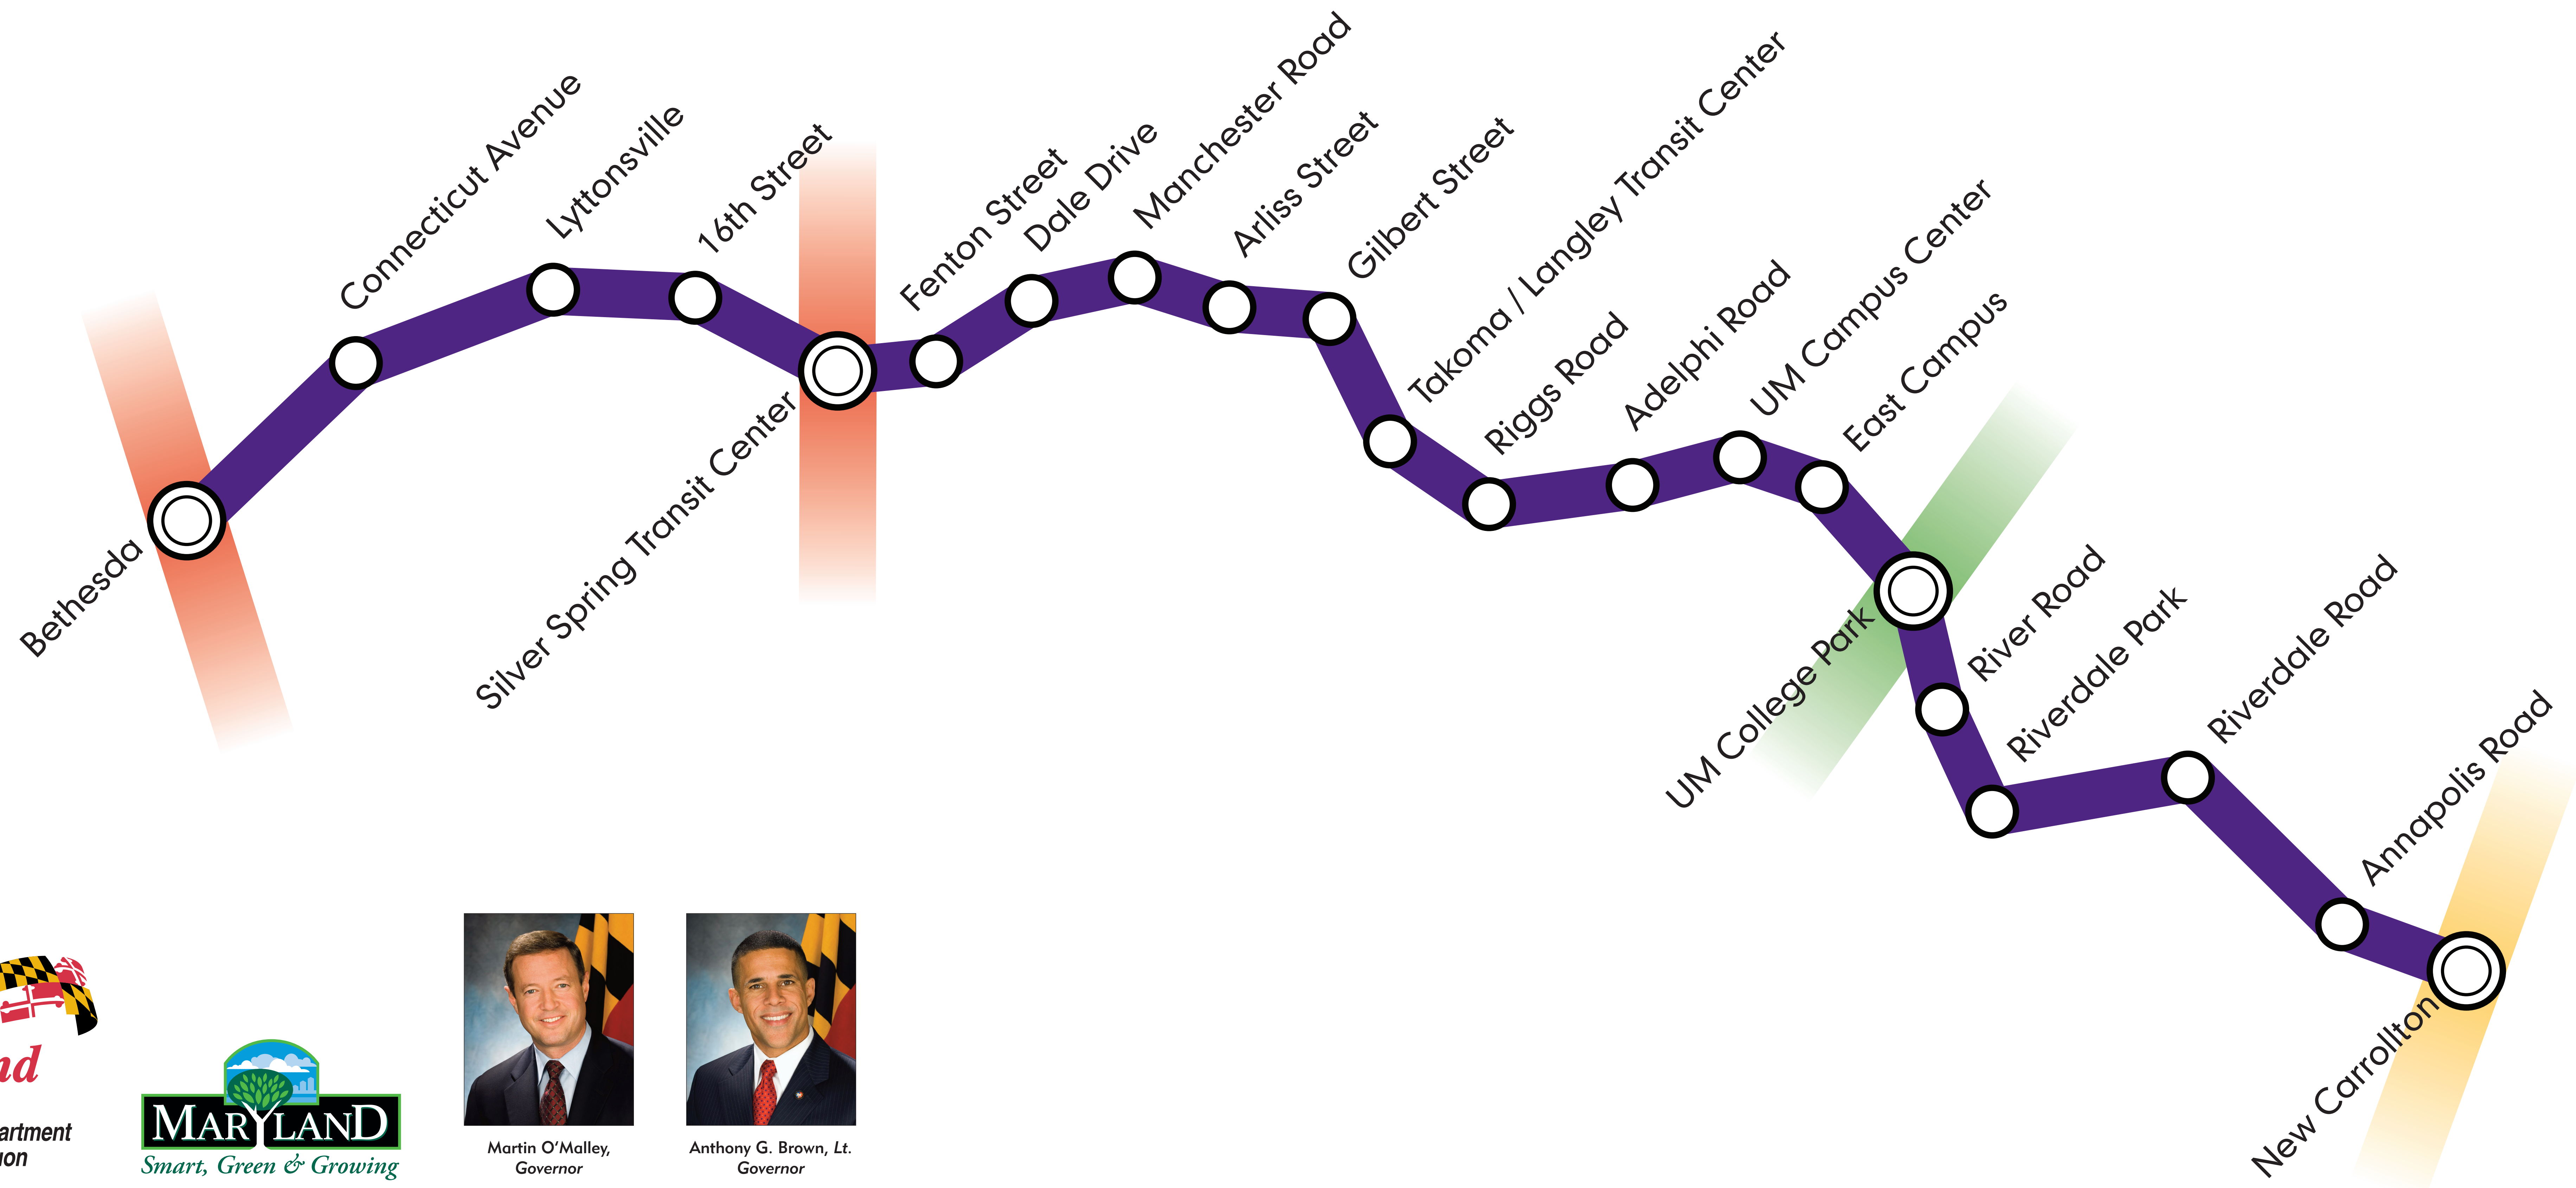 Bethesda
Connecticut Avenue
Lyttonsville
16th Street
Silver Spring Transit Center
Fenton Street
Dale Drive
Manchester Road
Arliss Street
Gilbert Street
Takoma / Langley Transit Center
Riggs Road
Adelphi Road
UM Campus Center
East Campus
UM College Park
River Road
Riverdale Park
Riverdale Road
Annapolis Road
New Carrollton
MARYLAND
Smart, Green & Growing
Martin O'Malley,
Governor
Anthony G. Brown, Lt.
Governor